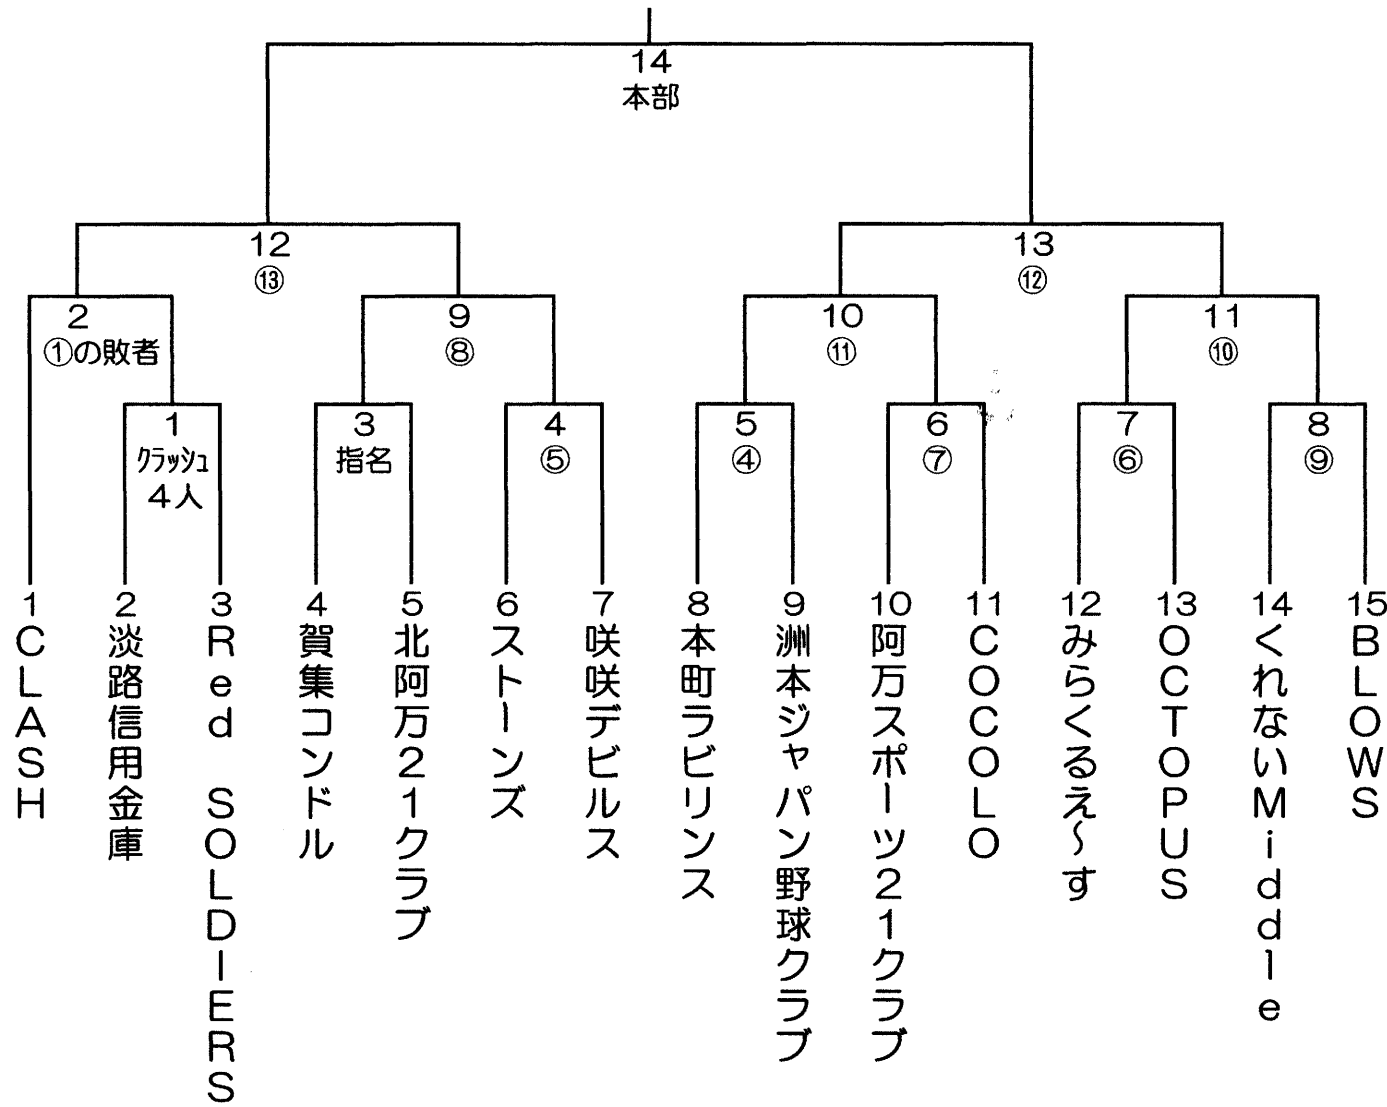 14
本部
12
⑬
13
⑫
2
①の敗者
9
⑧
10
⑪
11
⑩
1
クラッシュ
4人
3
指名
4
⑤
5
④
6
⑦
7
⑥
8
⑨
1 CLASH
2 淡路信用金庫
3 Red SOLDIERS
4 賀集コンドル
5 北阿万21クラブ
6 ストーンズ
7 咲咲デビルス
8 本町ラビリンス
9 洲本ジャパン野球クラブ
10 阿万スポーツ21クラブ
11 COCOLO
12 みらくるえ～す
13 OCTOPUS
14 くれないMiddle
15 BLOWS